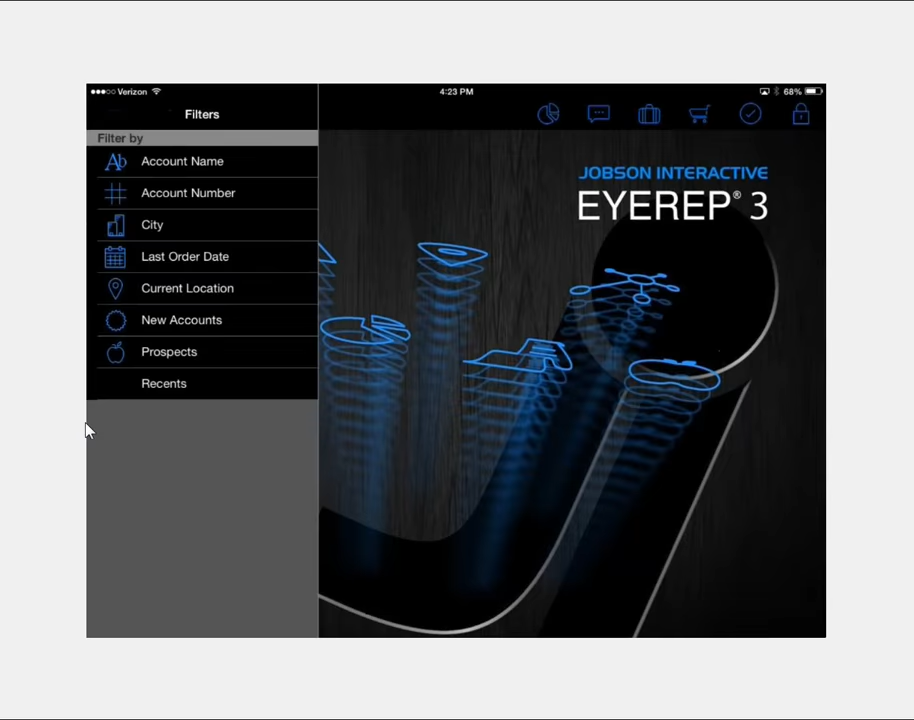 Verizon 4:23 PM 68%
Filters
Filter by
Ab Account Name
Account Number
City
Last Order Date
Current Location
New Accounts
Prospects
Recents
JOBSON INTERACTIVE
EYEREP® 3